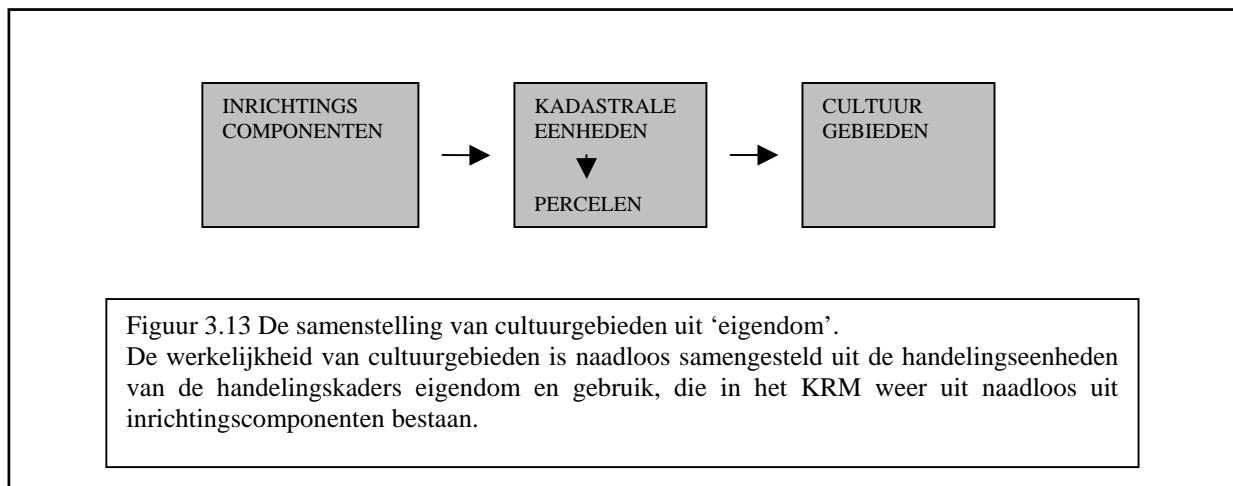 INRICHTINGS
COMPONENTEN
KADASTRALE
EENHEDEN
PERCELEN
CULTUUR
GEBIEDEN
Figuur 3.13 De samenstelling van cultuurgebieden uit ‘eigendom’.
De werkelijkheid van cultuurgebieden is naadloos samengesteld uit de handelingseenheden
van de handelingskaders eigendom en gebruik, die in het KRM weer uit naadloos uit
inrichtingscomponenten bestaan.